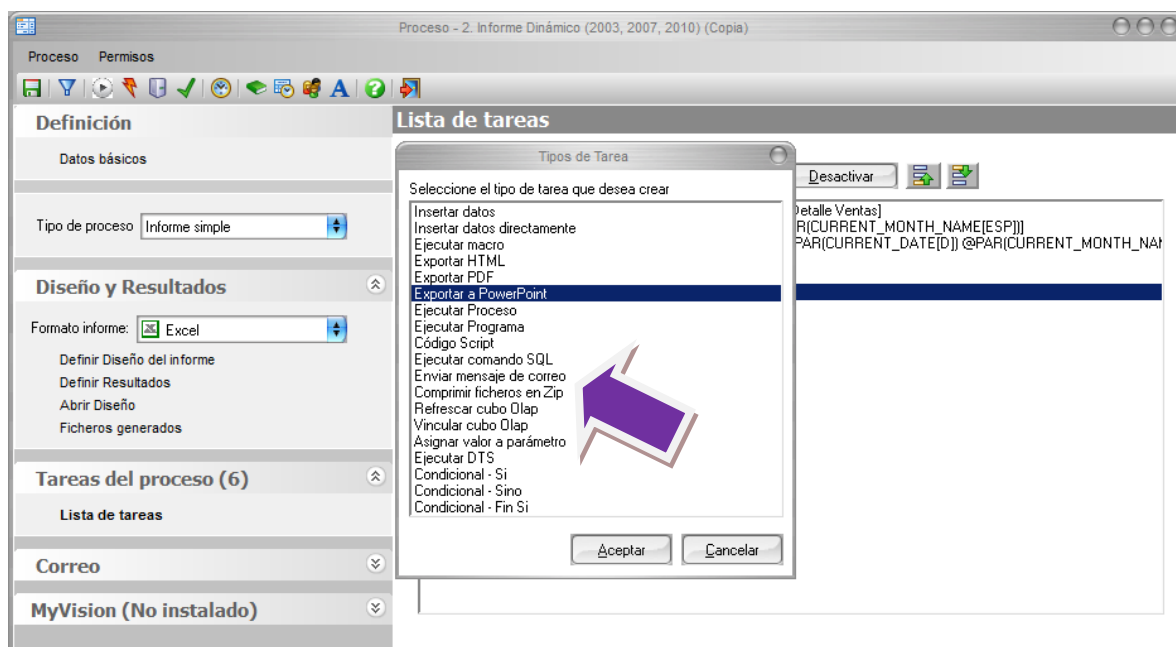 Proceso - 2. Informe Dinámico (2003, 2007, 2010) (Copia)
Proceso Permisos
A
Definición
Datos básicos
Tipo de proceso Informe simple
Diseño y Resultados
Formato informe: Excel
Definir Diseño del informe
Definir Resultados
Abrir Diseño
Ficheros generados
Tareas del proceso (6)
Lista de tareas
Correo
MyVision (No instalado)
Lista de tareas
Desactivar
Detalle Ventas]
R(CURRENT_MONTH_NAME[ESP])]
PAR(CURRENT_DATE[D]) @PAR(CURRENT_MONTH_NAM
Tipos de Tarea
Seleccione el tipo de tarea que desea crear
Insertar datos
Insertar datos directamente
Ejecutar macro
Exportar HTML
Exportar PDF
Exportar a PowerPoint
Ejecutar Proceso
Ejecutar Programa
Código Script
Ejecutar comando SQL
Enviar mensaje de correo
Comprimir ficheros en Zip
Refrescar cubo Olap
Vincular cubo Olap
Asignar valor a parámetro
Ejecutar DTS
Condicional - Si
Condicional - Sino
Condicional - Fin Si
Aceptar Cancelar